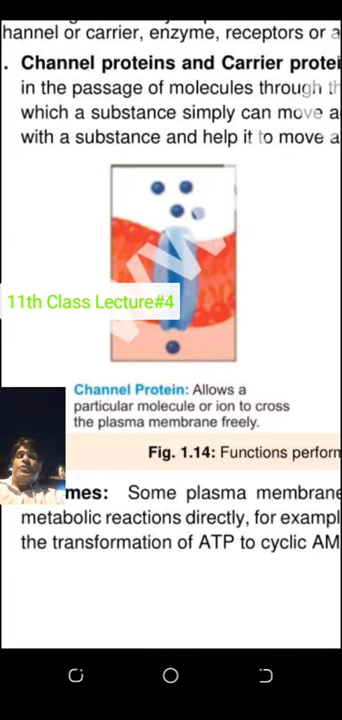 hannel or carrier, enzyme, receptors or a
. Channel proteins and Carrier protei
in the passage of molecules through th
which a substance simply can move a
with a substance and help it to move a
11th Class Lecture#4
Channel Protein: Allows a
particular molecule or ion to cross
the plasma membrane freely.
Fig. 1.14: Functions perform
mes: Some plasma membrane
metabolic reactions directly, for exampl
the transformation of ATP to cyclic AM